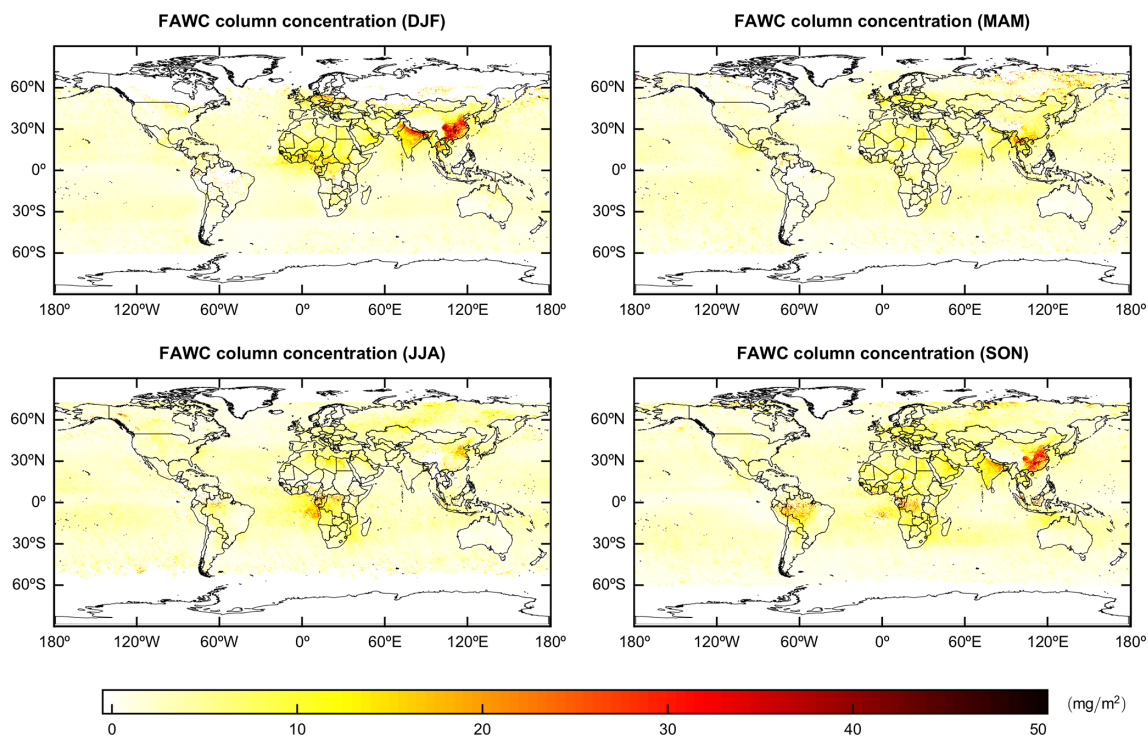 FAWC column concentration (DJF)
60ºN
30ºN
0º
30ºS
60ºS
180º 120ºW 60ºW 0º 60ºE 120ºE 180º
FAWC column concentration (MAM)
60ºN
30ºN
0º
30ºS
60ºS
180º 120ºW 60ºW 0º 60ºE 120ºE 180º
FAWC column concentration (JJA)
60ºN
30ºN
0º
30ºS
60ºS
180º 120ºW 60ºW 0º 60ºE 120ºE 180º
FAWC column concentration (SON)
60ºN
30ºN
0º
30ºS
60ºS
180º 120ºW 60ºW 0º 60ºE 120ºE 180º
(mg/m²)
0 10 20 30 40 50